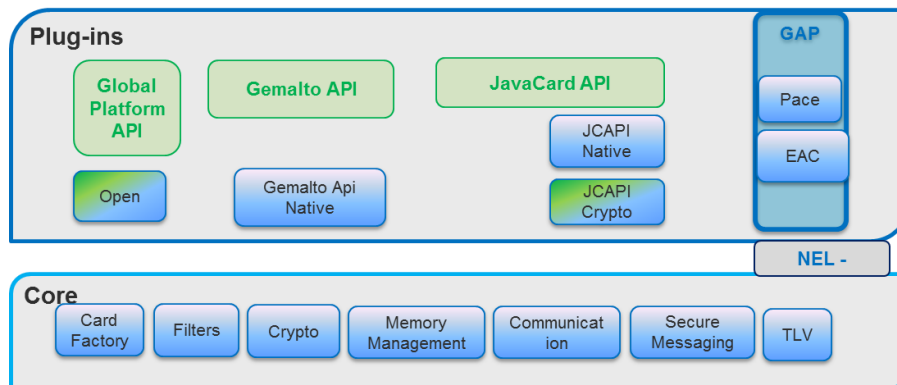 Plug-ins
GAP
Global
Platform
API
Gemalto API
JavaCard API
Pace
JCAPI
Native
EAC
Open
Gemalto Api
Native
JCAPI
Crypto
NEL -
Core
Card
Factory
Filters
Crypto
Memory
Management
Communicat
ion
Secure
Messaging
TLV